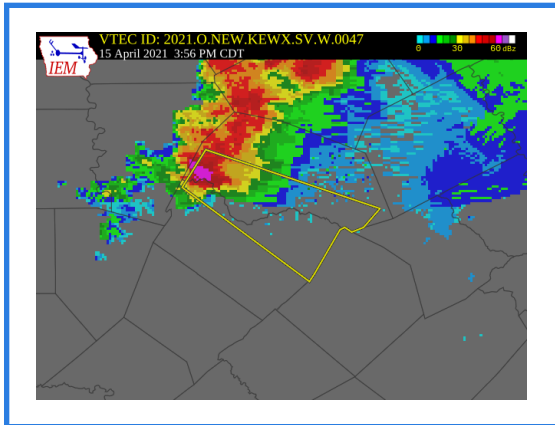 VTEC ID: 2021.O.NEW.KEWX.SV.W.0047
15 April 2021 3:56 PM CDT
IEM
0 30 60 dBz